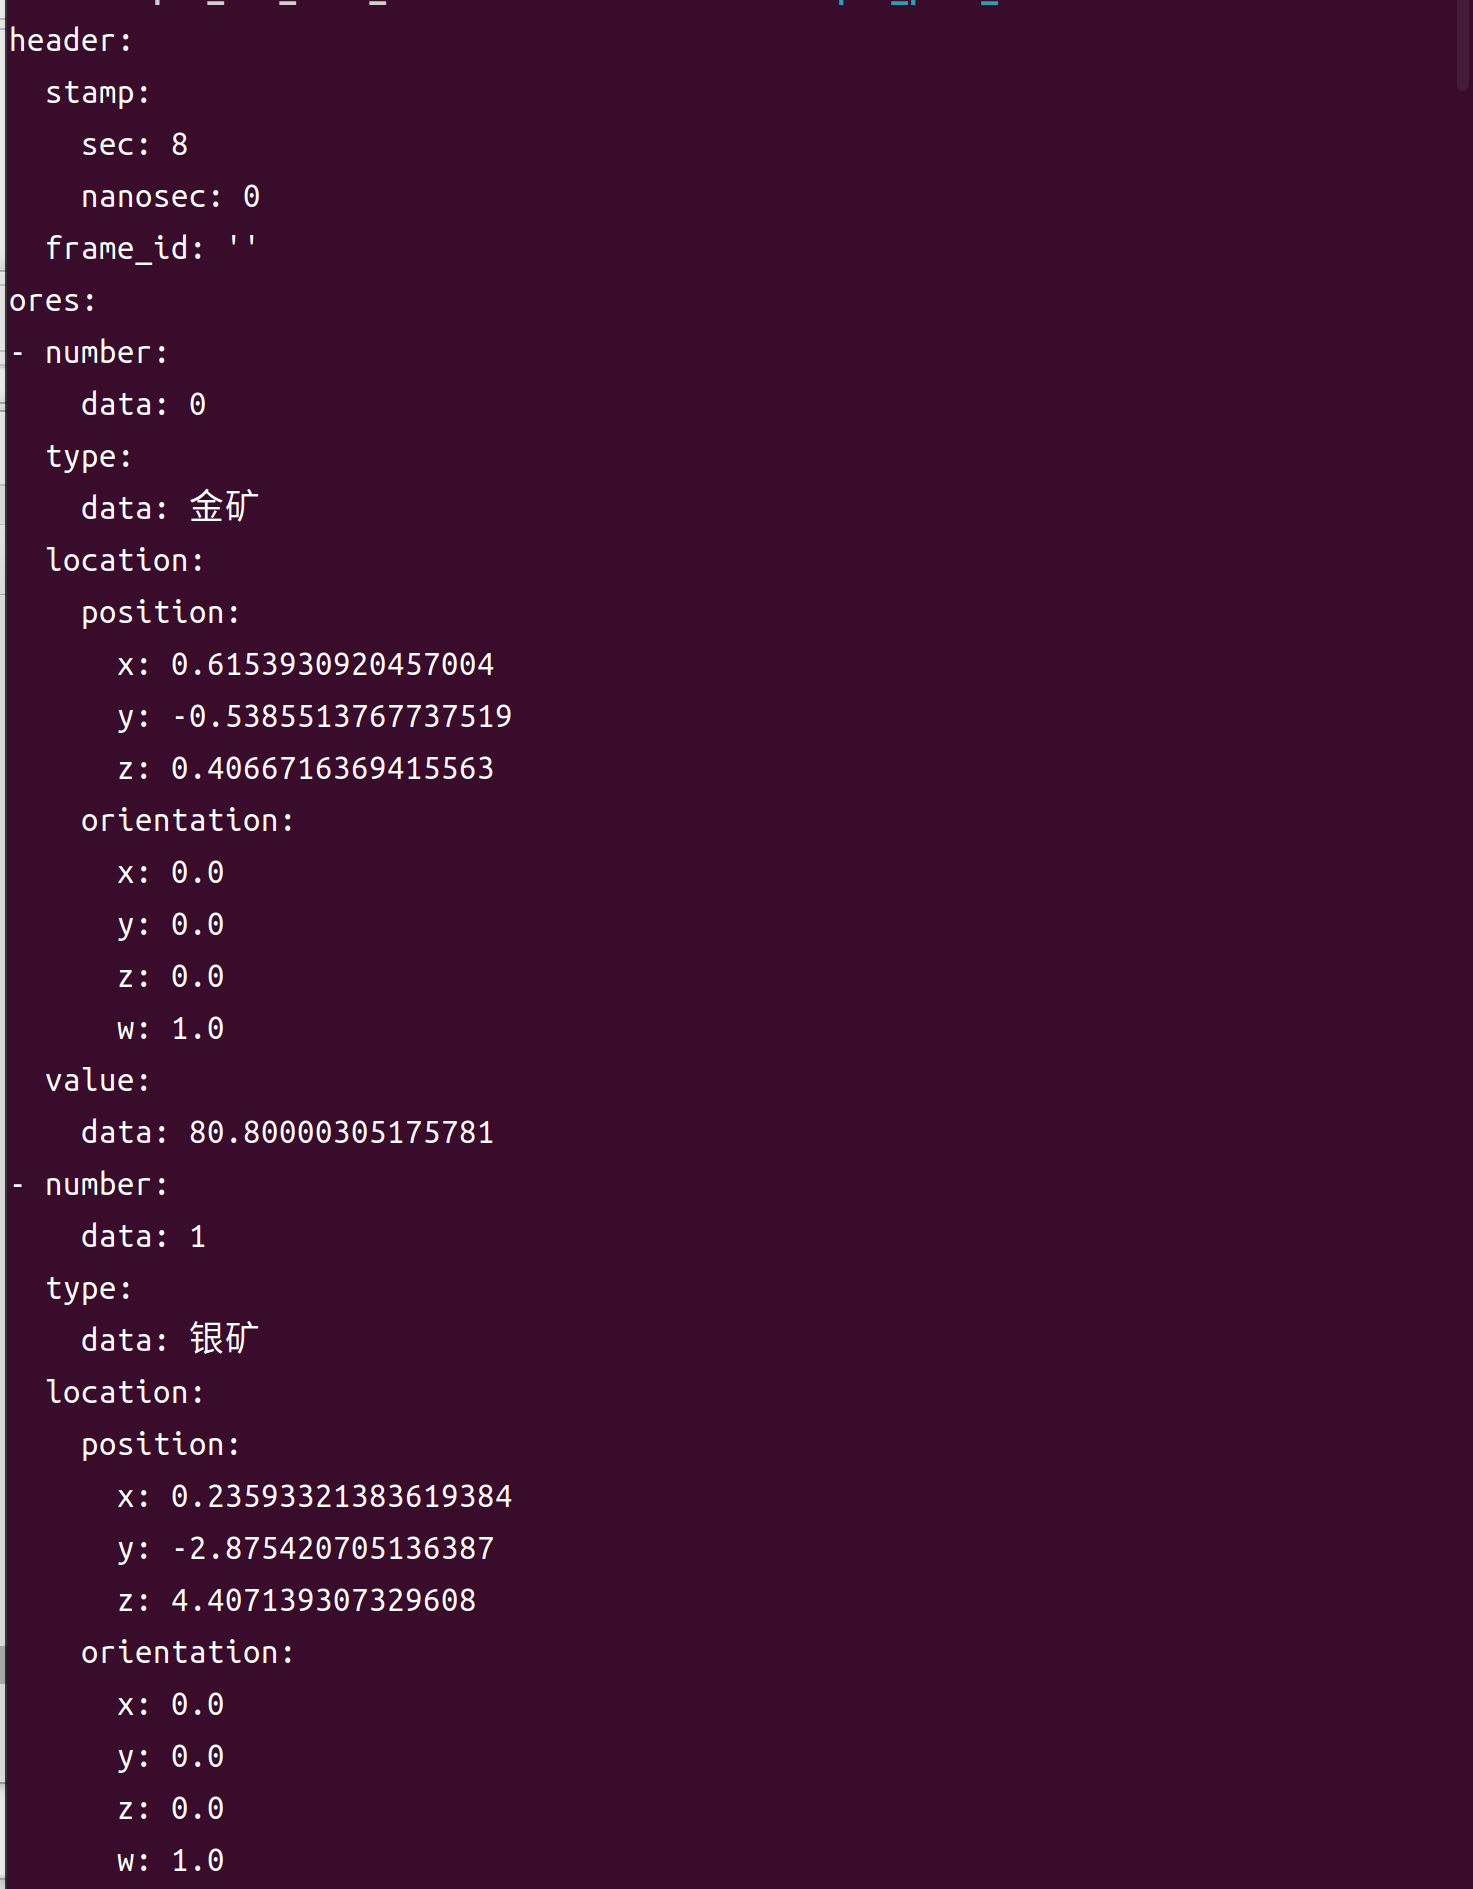 header:
  stamp:
    sec: 8
    nanosec: 0
  frame_id: ''
ores:
- number:
    data: 0
  type:
    data: 金矿
  location:
    position:
      x: 0.6153930920457004
      y: -0.5385513767737519
      z: 0.4066716369415563
    orientation:
      x: 0.0
      y: 0.0
      z: 0.0
      w: 1.0
  value:
    data: 80.80000305175781
- number:
    data: 1
  type:
    data: 银矿
  location:
    position:
      x: 0.23593321383619384
      y: -2.875420705136387
      z: 4.407139307329608
    orientation:
      x: 0.0
      y: 0.0
      z: 0.0
      w: 1.0